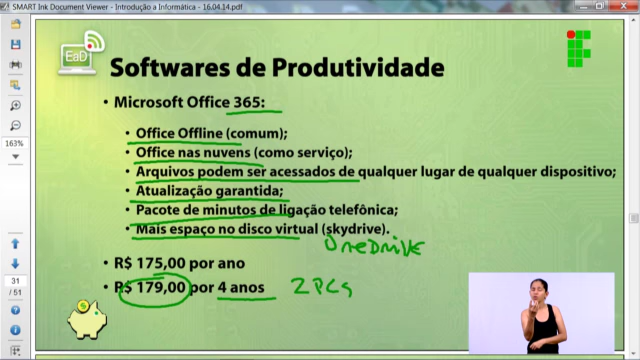 SMART Ink Document Viewer - Introdução a Informática - 16.04.14.pdf
EaD
Softwares de Produtividade
• Microsoft Office 365:
• Office Offline (comum);
• Office nas nuvens (como serviço);
• Arquivos podem ser acessados de qualquer lugar de qualquer dispositivo;
• Atualização garantida;
• Pacote de minutos de ligação telefônica;
• Mais espaço no disco virtual (skydrive).
OneDrive
• R$ 175,00 por ano
• R$ 179,00 por 4 anos 2 PCs
163%
31
/ 51